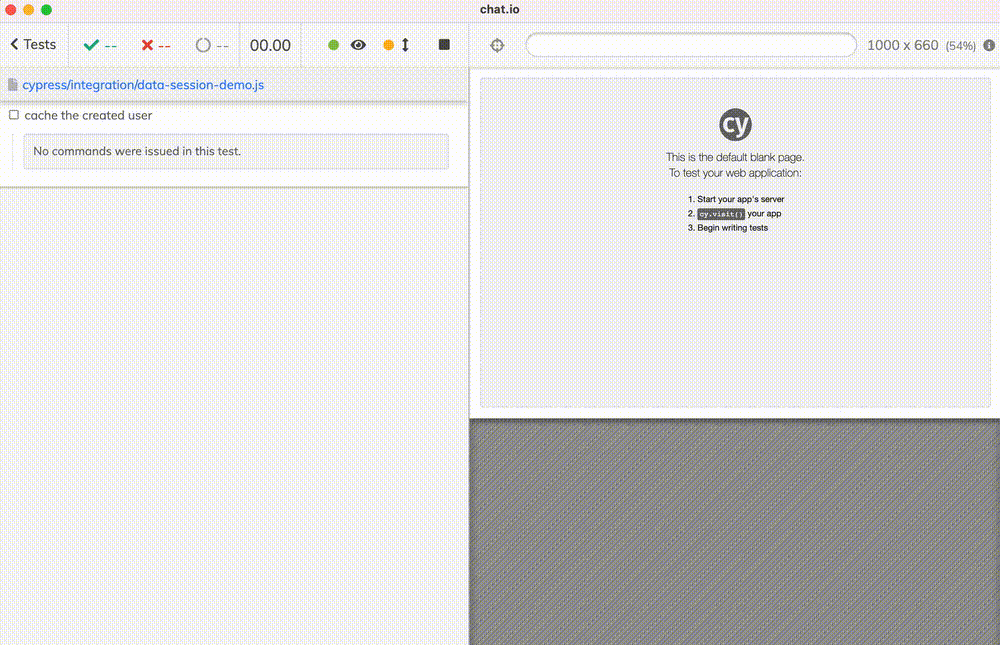 chat.io
Tests
--
--
--
00.00
1000 x 660 (54%)
cypress/integration/data-session-demo.js
cache the created user
No commands were issued in this test.
cy
This is the default blank page.
To test your web application:
1. Start your app's server
2. cy.visit() your app
3. Begin writing tests